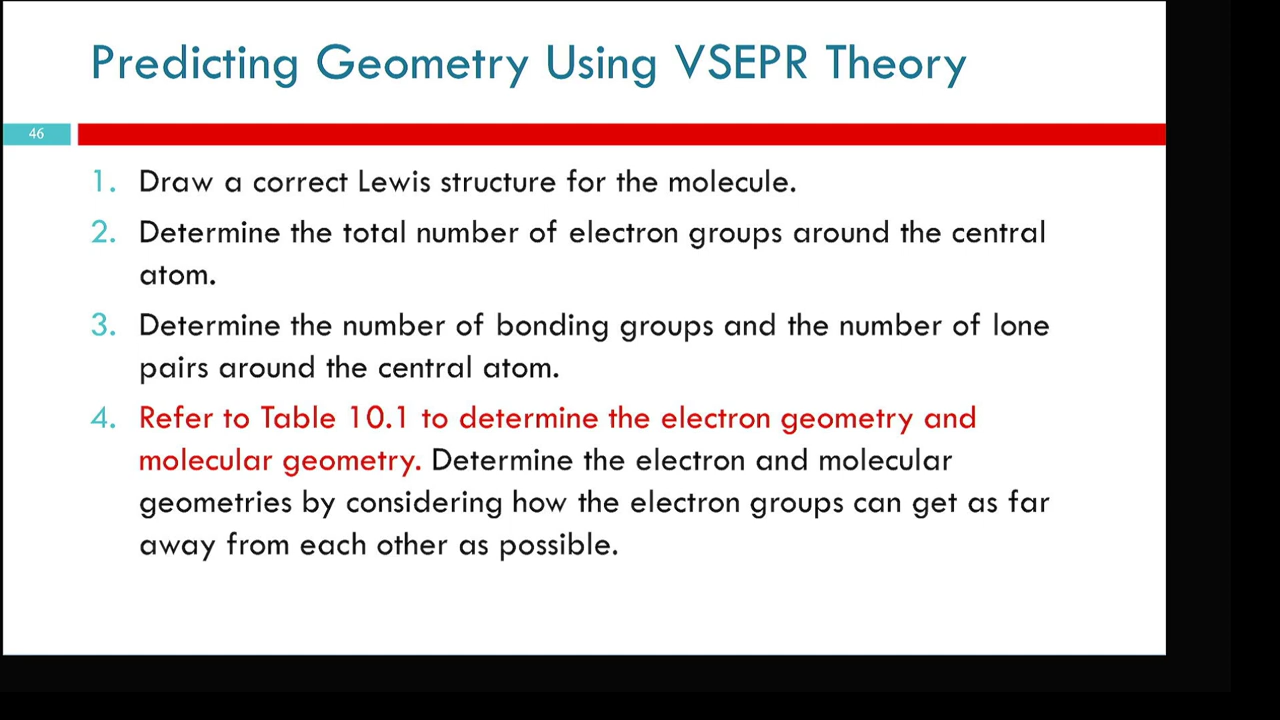 Predicting Geometry Using VSEPR Theory
46
1. Draw a correct Lewis structure for the molecule.
2. Determine the total number of electron groups around the central
atom.
3. Determine the number of bonding groups and the number of lone
pairs around the central atom.
4. Refer to Table 10.1 to determine the electron geometry and
molecular geometry. Determine the electron and molecular
geometries by considering how the electron groups can get as far
away from each other as possible.